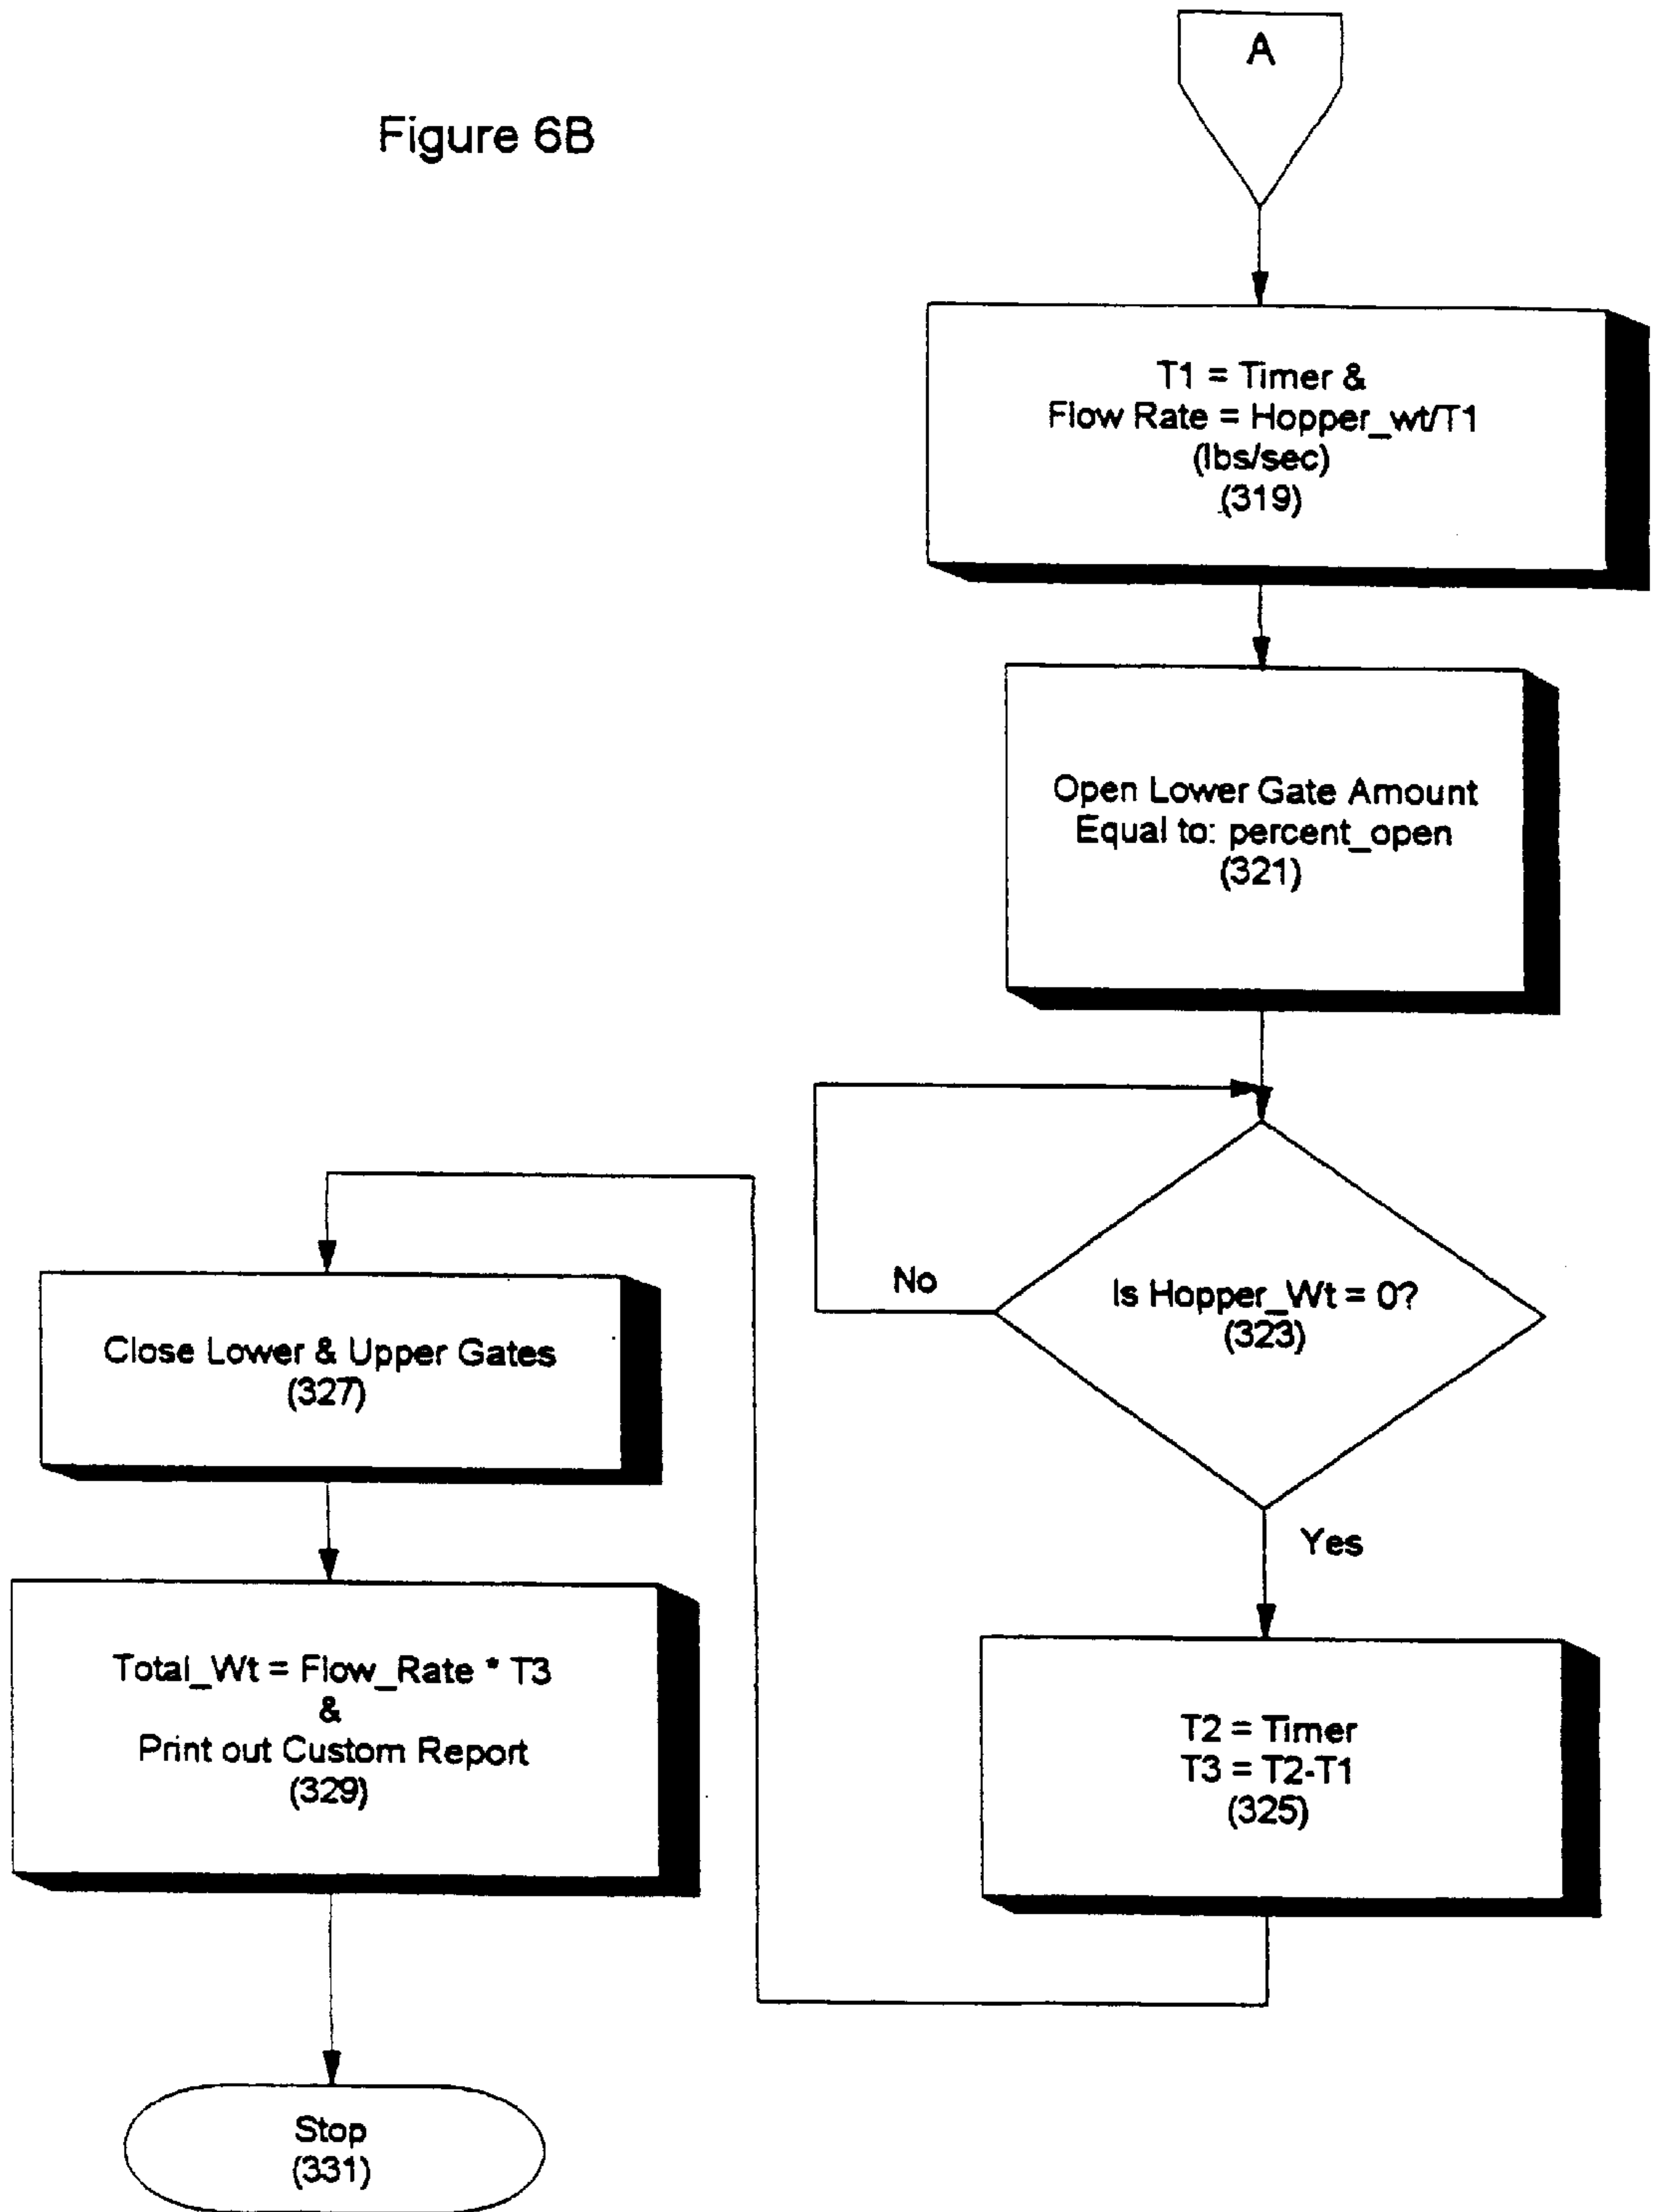 Figure 6B
A
T1 = Timer &
Flow Rate = Hopper_wt/T1
(lbs/sec)
(319)
Open Lower Gate Amount
Equal to: percent_open
(321)
Is Hopper_Wt = 0?
(323)
No
Yes
T2 = Timer
T3 = T2-T1
(325)
Close Lower & Upper Gates
(327)
Total_Wt = Flow_Rate * T3
&
Print out Custom Report
(329)
Stop
(331)